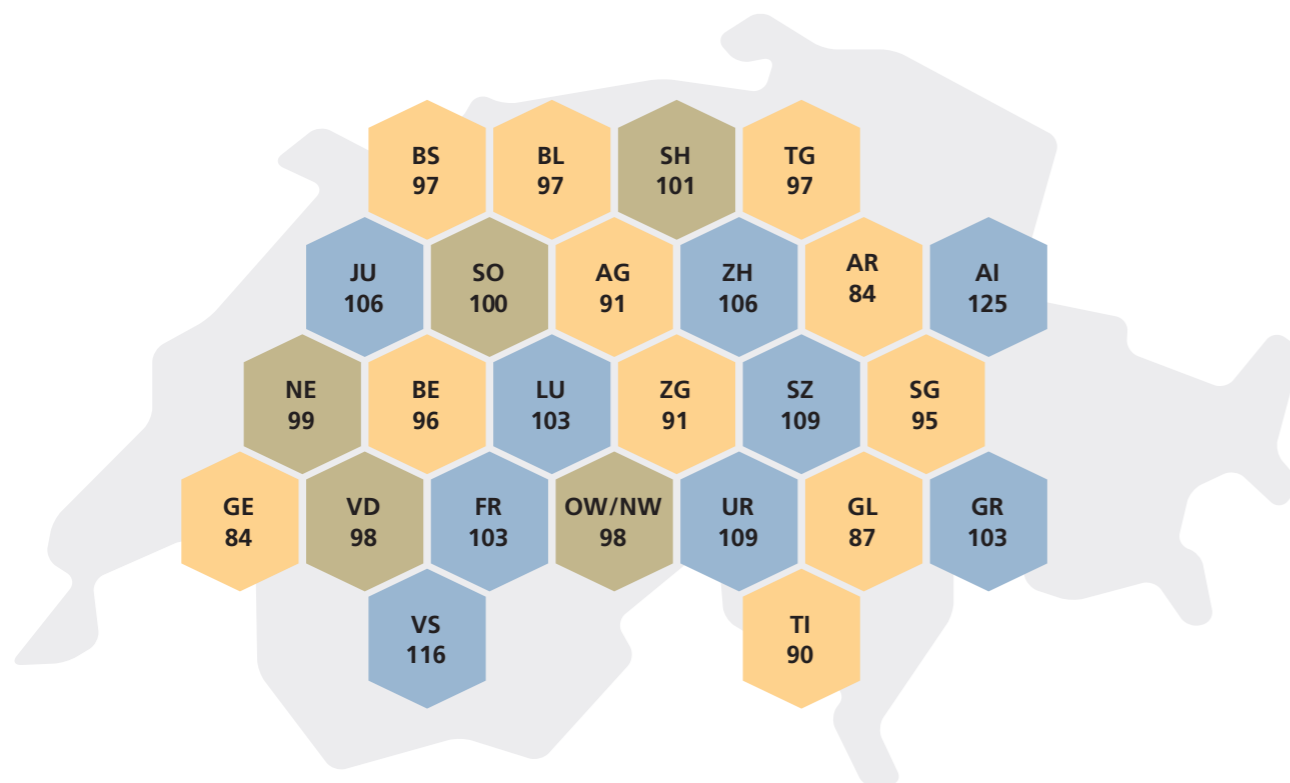 BS
97
BL
97
SH
101
TG
97
JU
106
SO
100
AG
91
ZH
106
AR
84
AI
125
NE
99
BE
96
LU
103
ZG
91
SZ
109
SG
95
GE
84
VD
98
FR
103
OW/NW
98
UR
109
GL
87
GR
103
VS
116
TI
90